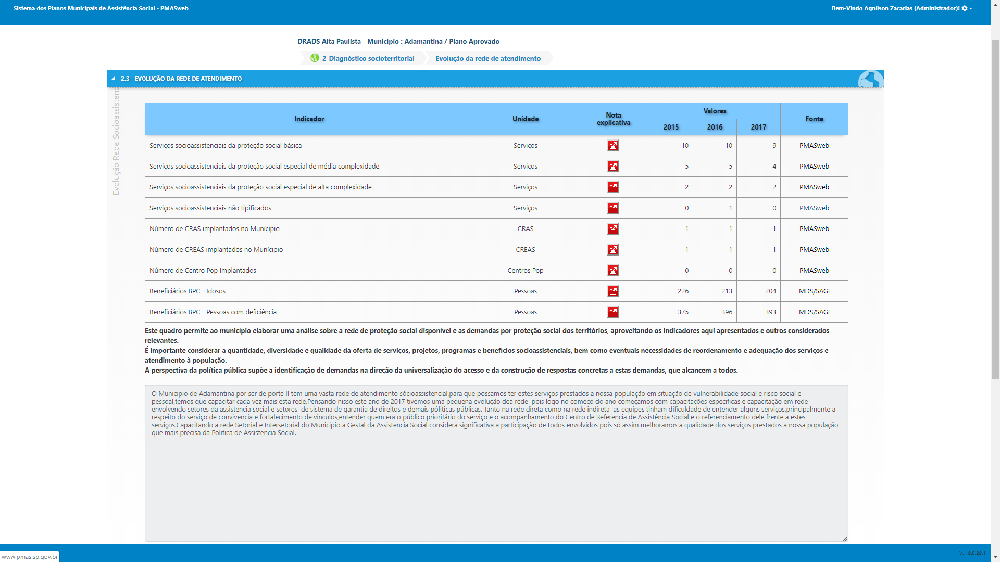 Sistema dos Planos Municipais de Assistência Social - PMASweb
Bem-Vindo Agnilson Zacarias (Administrador)!
DRADS Alta Paulista - Município : Adamantina / Plano Aprovado
2-Diagnóstico socioterritorial Evolução da rede de atendimento
2.3 - EVOLUÇÃO DA REDE DE ATENDIMENTO
Evolução Rede Socioassistenc
Indicador Unidade Nota explicativa Valores Fonte
2015 2016 2017
Serviços socioassistenciais da proteção social básica Serviços 10 10 9 PMASweb
Serviços socioassistenciais da proteção social especial de média complexidade Serviços 5 5 4 PMASweb
Serviços socioassistenciais da proteção social especial de alta complexidade Serviços 2 2 2 PMASweb
Serviços socioassistenciais não tipificados Serviços 0 1 0 PMASweb
Número de CRAS implantados no Munícipio CRAS 1 1 1 PMASweb
Número de CREAS implantados no Munícipio CREAS 1 1 1 PMASweb
Número de Centro Pop Implantados Centros Pop 0 0 0 PMASweb
Beneficiários BPC - Idosos Pessoas 226 213 204 MDS/SAGI
Beneficiários BPC - Pessoas com deficiência Pessoas 375 396 393 MDS/SAGI
Este quadro permite ao município elaborar uma análise sobre a rede de proteção social disponível e as demandas por proteção social dos territórios, aproveitando os indicadores aqui apresentados e outros considerados
relevantes.
É importante considerar a quantidade, diversidade e qualidade da oferta de serviços, projetos, programas e benefícios socioassistenciais, bem como eventuais necessidades de reordenamento e adequação dos serviços e
atendimento à população.
A perspectiva da política pública supõe a identificação de demandas na direção da universalização do acesso e da construção de respostas concretas a estas demandas, que alcancem a todos.
O Municipio de Adamantina por ser de porte II tem uma vasta rede de atendimento sócioassistencial,para que possamos ter estes serviços prestados a nossa população em situação de vulnerabilidade social e risco social e
pessoal,temos que capacitar cada vez mais esta rede.Pensando nisso este ano de 2017 tivemos uma pequena evolução dea rede  pois logo no começo do ano começamos com capacitações especificas e capacitação em rede
envolvendo setores da assistencia social e setores  de sistema de garantia de direitos e demais póliticas públicas. Tanto na rede direta como na rede indireta  as equipes tinham dificuldade de entender alguns serviços,principalmente a
respeito do serviço de convivencia e fortalecimento de vinculos,entender quem era o público prioritário do serviço e o acompanhamento do Centro de Referencia de Assistência Social e o referenciamento dele frente a estes
serviços.Capacitando a rede Setorial e Intersetorial do Municipio a Gestal da Assistencia Social considera significativa a participação de todos envolvidos pois só assim melhoramos a qualidade dos serviços prestados a nossa população
que mais precisa da Politica de Assistencia Social.
V. 19.8.29.1
www.pmas.sp.gov.br